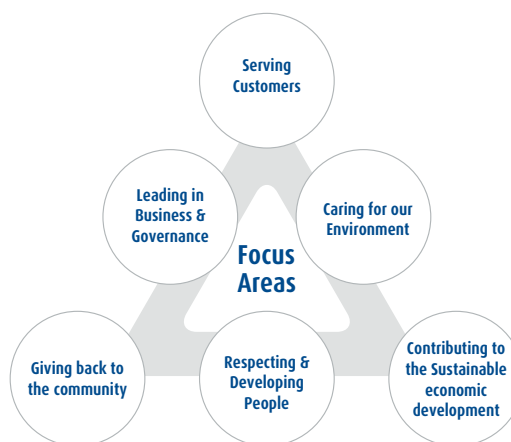 Serving
Customers
Leading in
Business &
Governance
Caring for our
Environment
Focus
Areas
Giving back to
the community
Respecting &
Developing
People
Contributing to
the Sustainable
economic
development